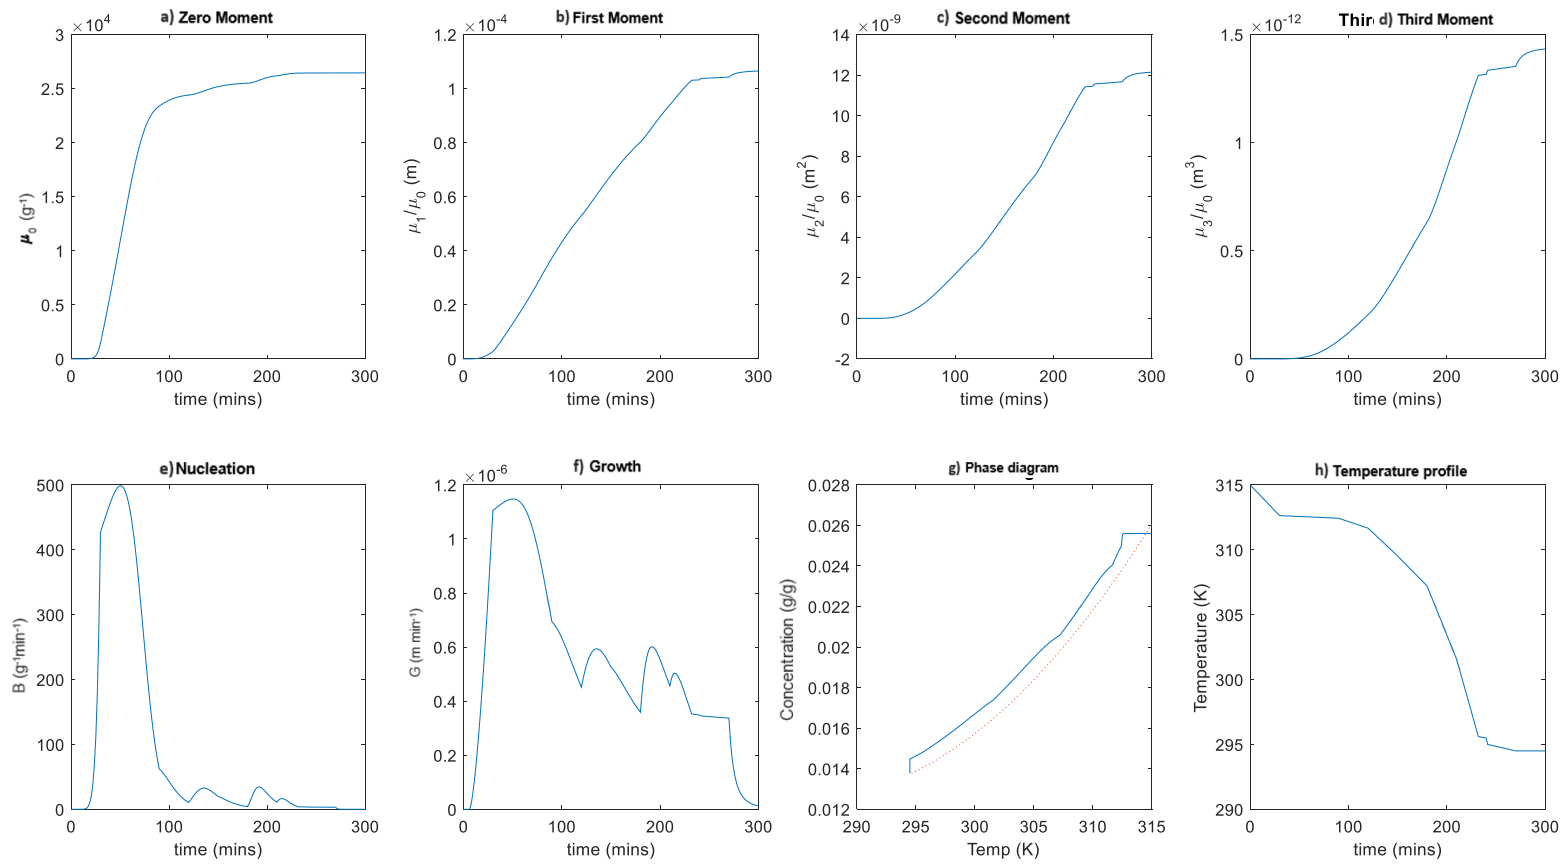 a) Zero Moment
×10⁴
3
2.5
2
1.5
1
0.5
0
μ₀ (g⁻¹)
0 100 200 300
time (mins)
b) First Moment
×10⁻⁴
1.2
1
0.8
0.6
0.4
0.2
0
μ₁/μ₀ (m)
0 100 200 300
time (mins)
c) Second Moment
×10⁻⁹
14
12
10
8
6
4
2
0
-2
μ₂/μ₀ (m²)
0 100 200 300
time (mins)
Thir d) Third Moment
×10⁻¹²
1.5
1
0.5
0
μ₃/μ₀ (m³)
0 100 200 300
time (mins)
e) Nucleation
500
400
300
200
100
0
B (g⁻¹min⁻¹)
0 100 200 300
time (mins)
f) Growth
×10⁻⁶
1.2
1
0.8
0.6
0.4
0.2
0
G (m min⁻¹)
0 100 200 300
time (mins)
g) Phase diagram
0.028
0.026
0.024
0.022
0.02
0.018
0.016
0.014
0.012
Concentration (g/g)
290 295 300 305 310 315
Temp (K)
h) Temperature profile
315
310
305
300
295
290
Temperature (K)
0 100 200 300
time (mins)